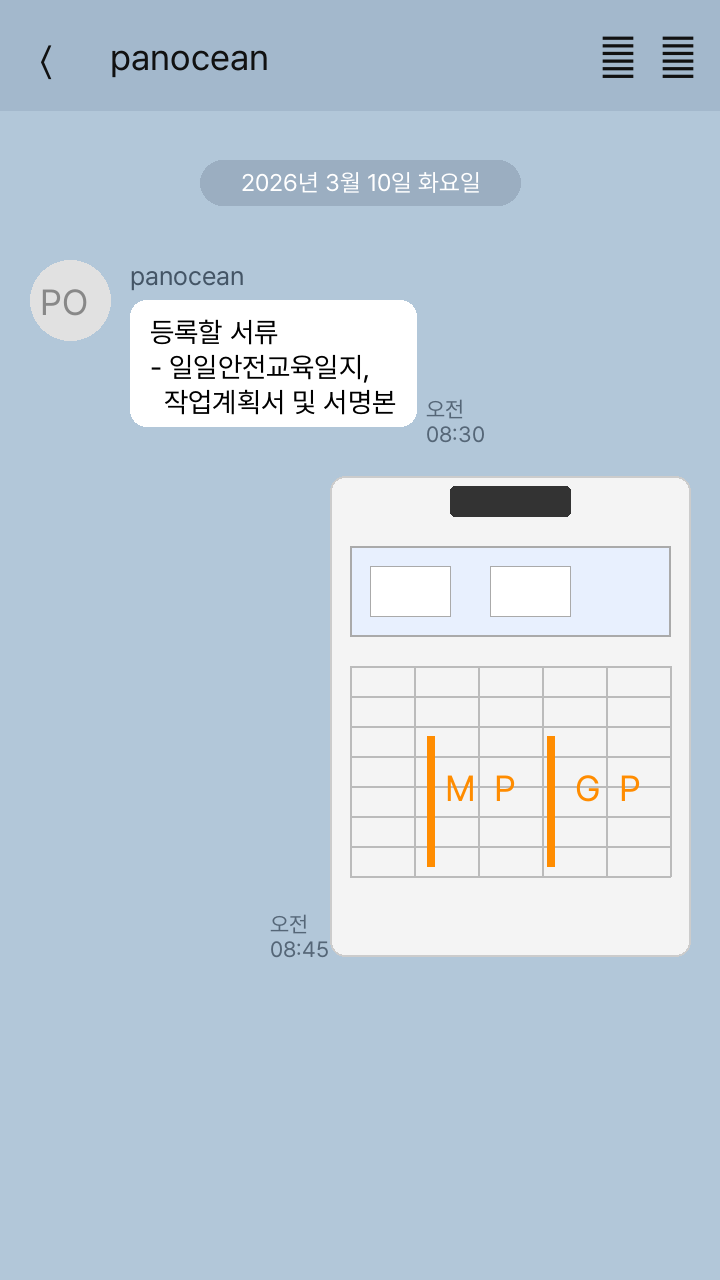 panocean
2026년 3월 10일 화요일
PO
panocean
등록할 서류
- 일일안전교육일지,
작업계획서 및 서명본
오전
08:30
M P G P
오전
08:45